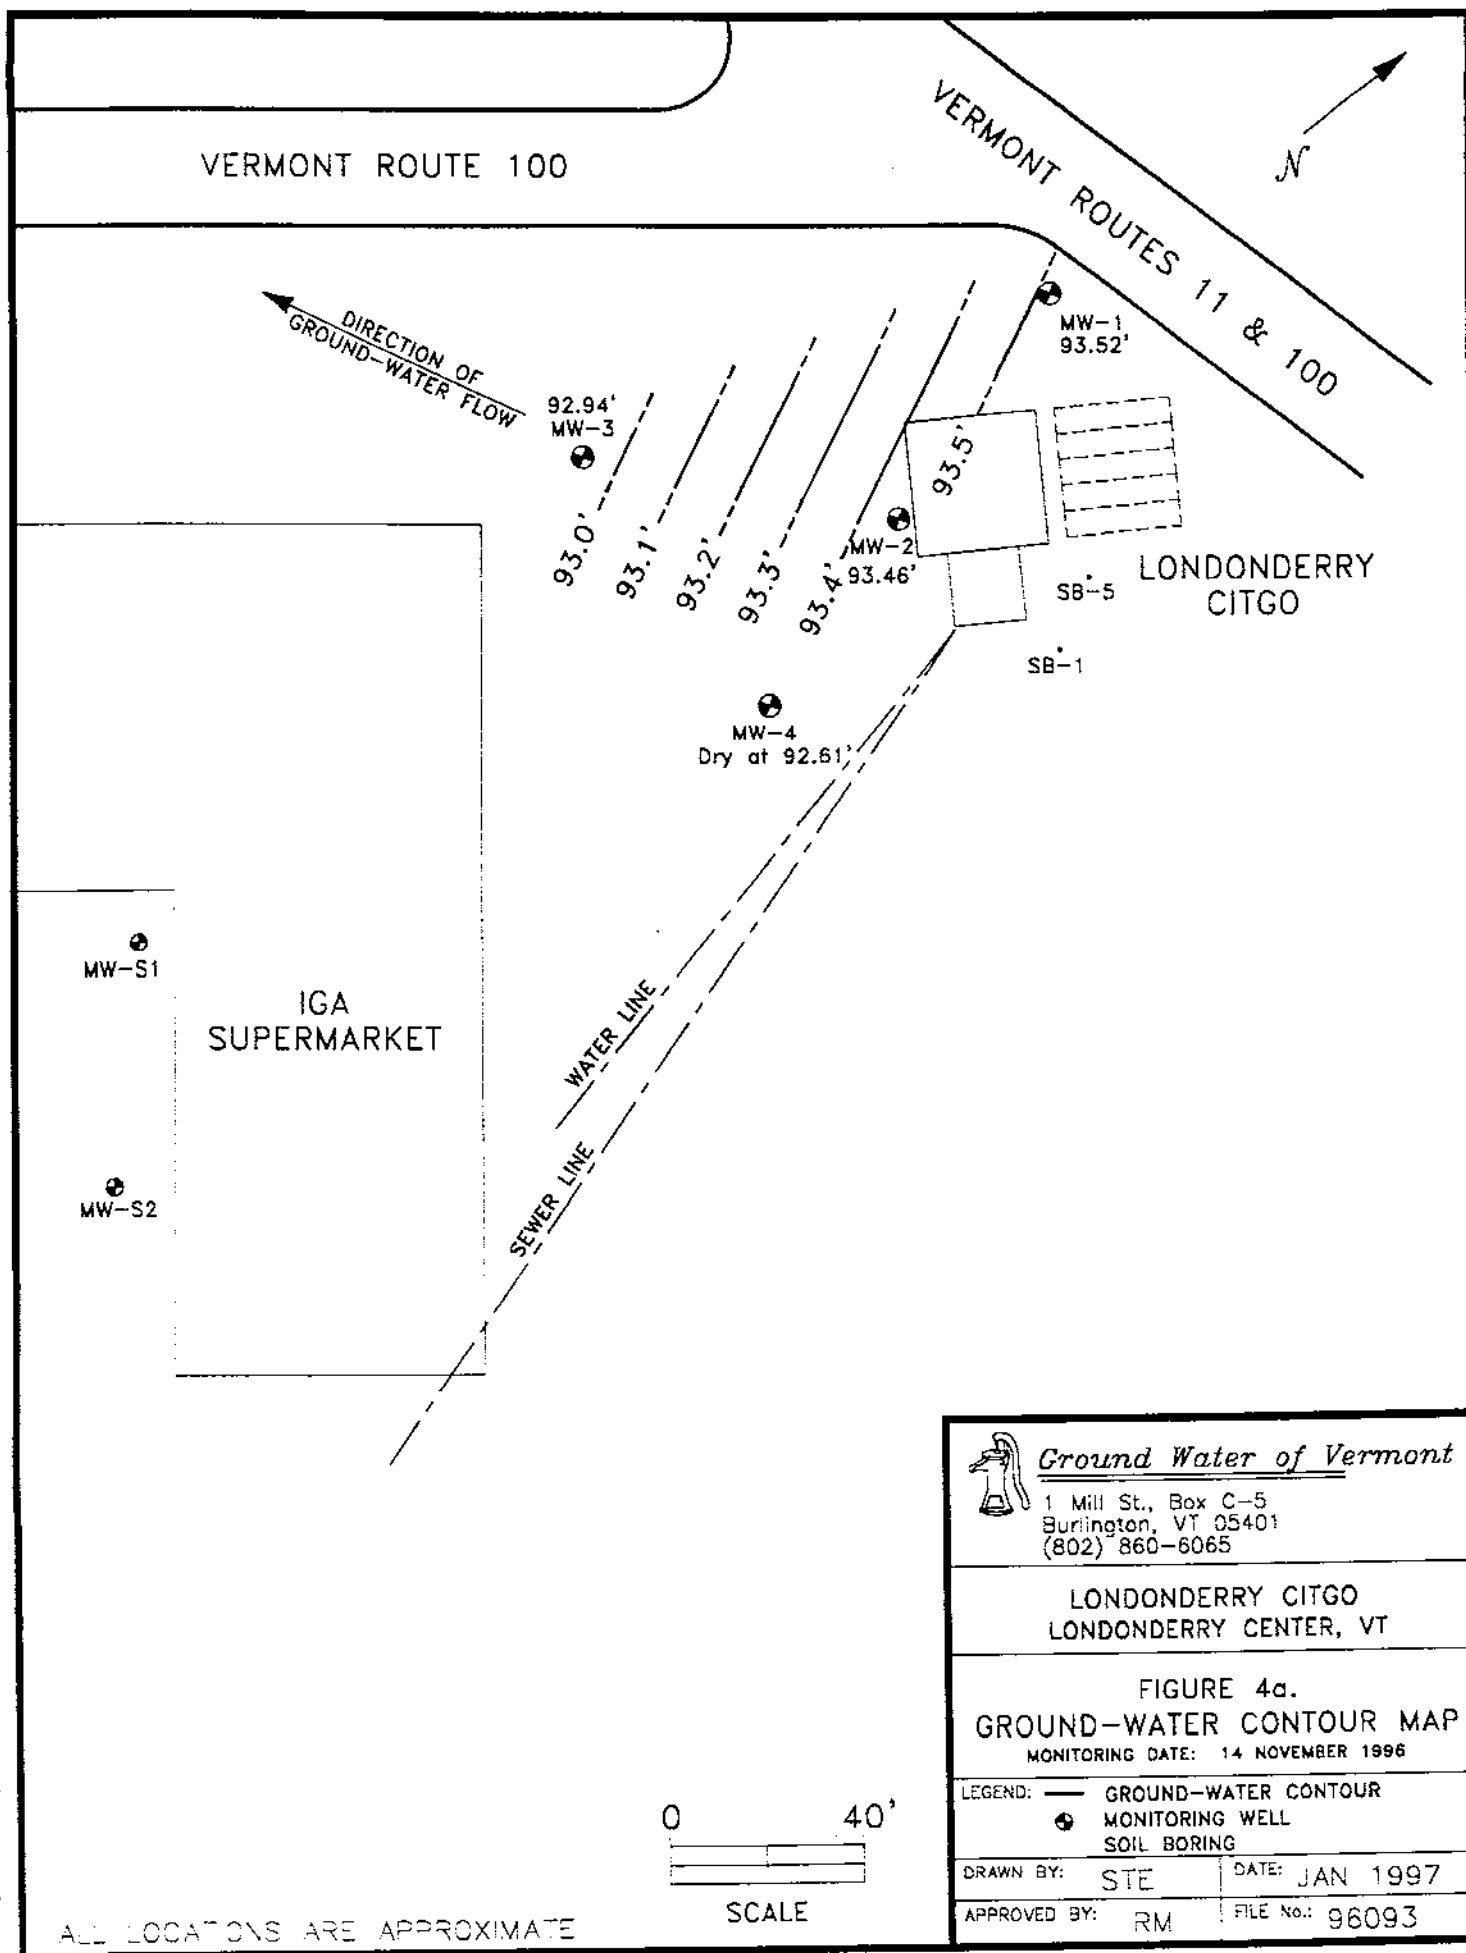 VERMONT ROUTE 100
VERMONT ROUTES 11 & 100
N
DIRECTION OF
GROUND-WATER FLOW
MW-1
93.52'
92.94'
MW-3
93.0'
93.1'
93.2'
93.3'
93.4'
93.5'
MW-2
93.46'
SB-5
LONDONDERRY
CITGO
SB-1
MW-4
Dry at 92.61'
MW-S1
IGA
SUPERMARKET
WATER LINE
MW-S2
SEWER LINE
Ground Water of Vermont
1 Mill St., Box C-5
Burlington, VT 05401
(802) 860-6065
LONDONDERRY CITGO
LONDONDERRY CENTER, VT
FIGURE 4a.
GROUND-WATER CONTOUR MAP
MONITORING DATE: 14 NOVEMBER 1996
LEGEND: GROUND-WATER CONTOUR
MONITORING WELL
SOIL BORING
DRAWN BY: STE DATE: JAN 1997
APPROVED BY: RM FILE No.: 96093
0 40'
SCALE
ALL LOCATIONS ARE APPROXIMATE